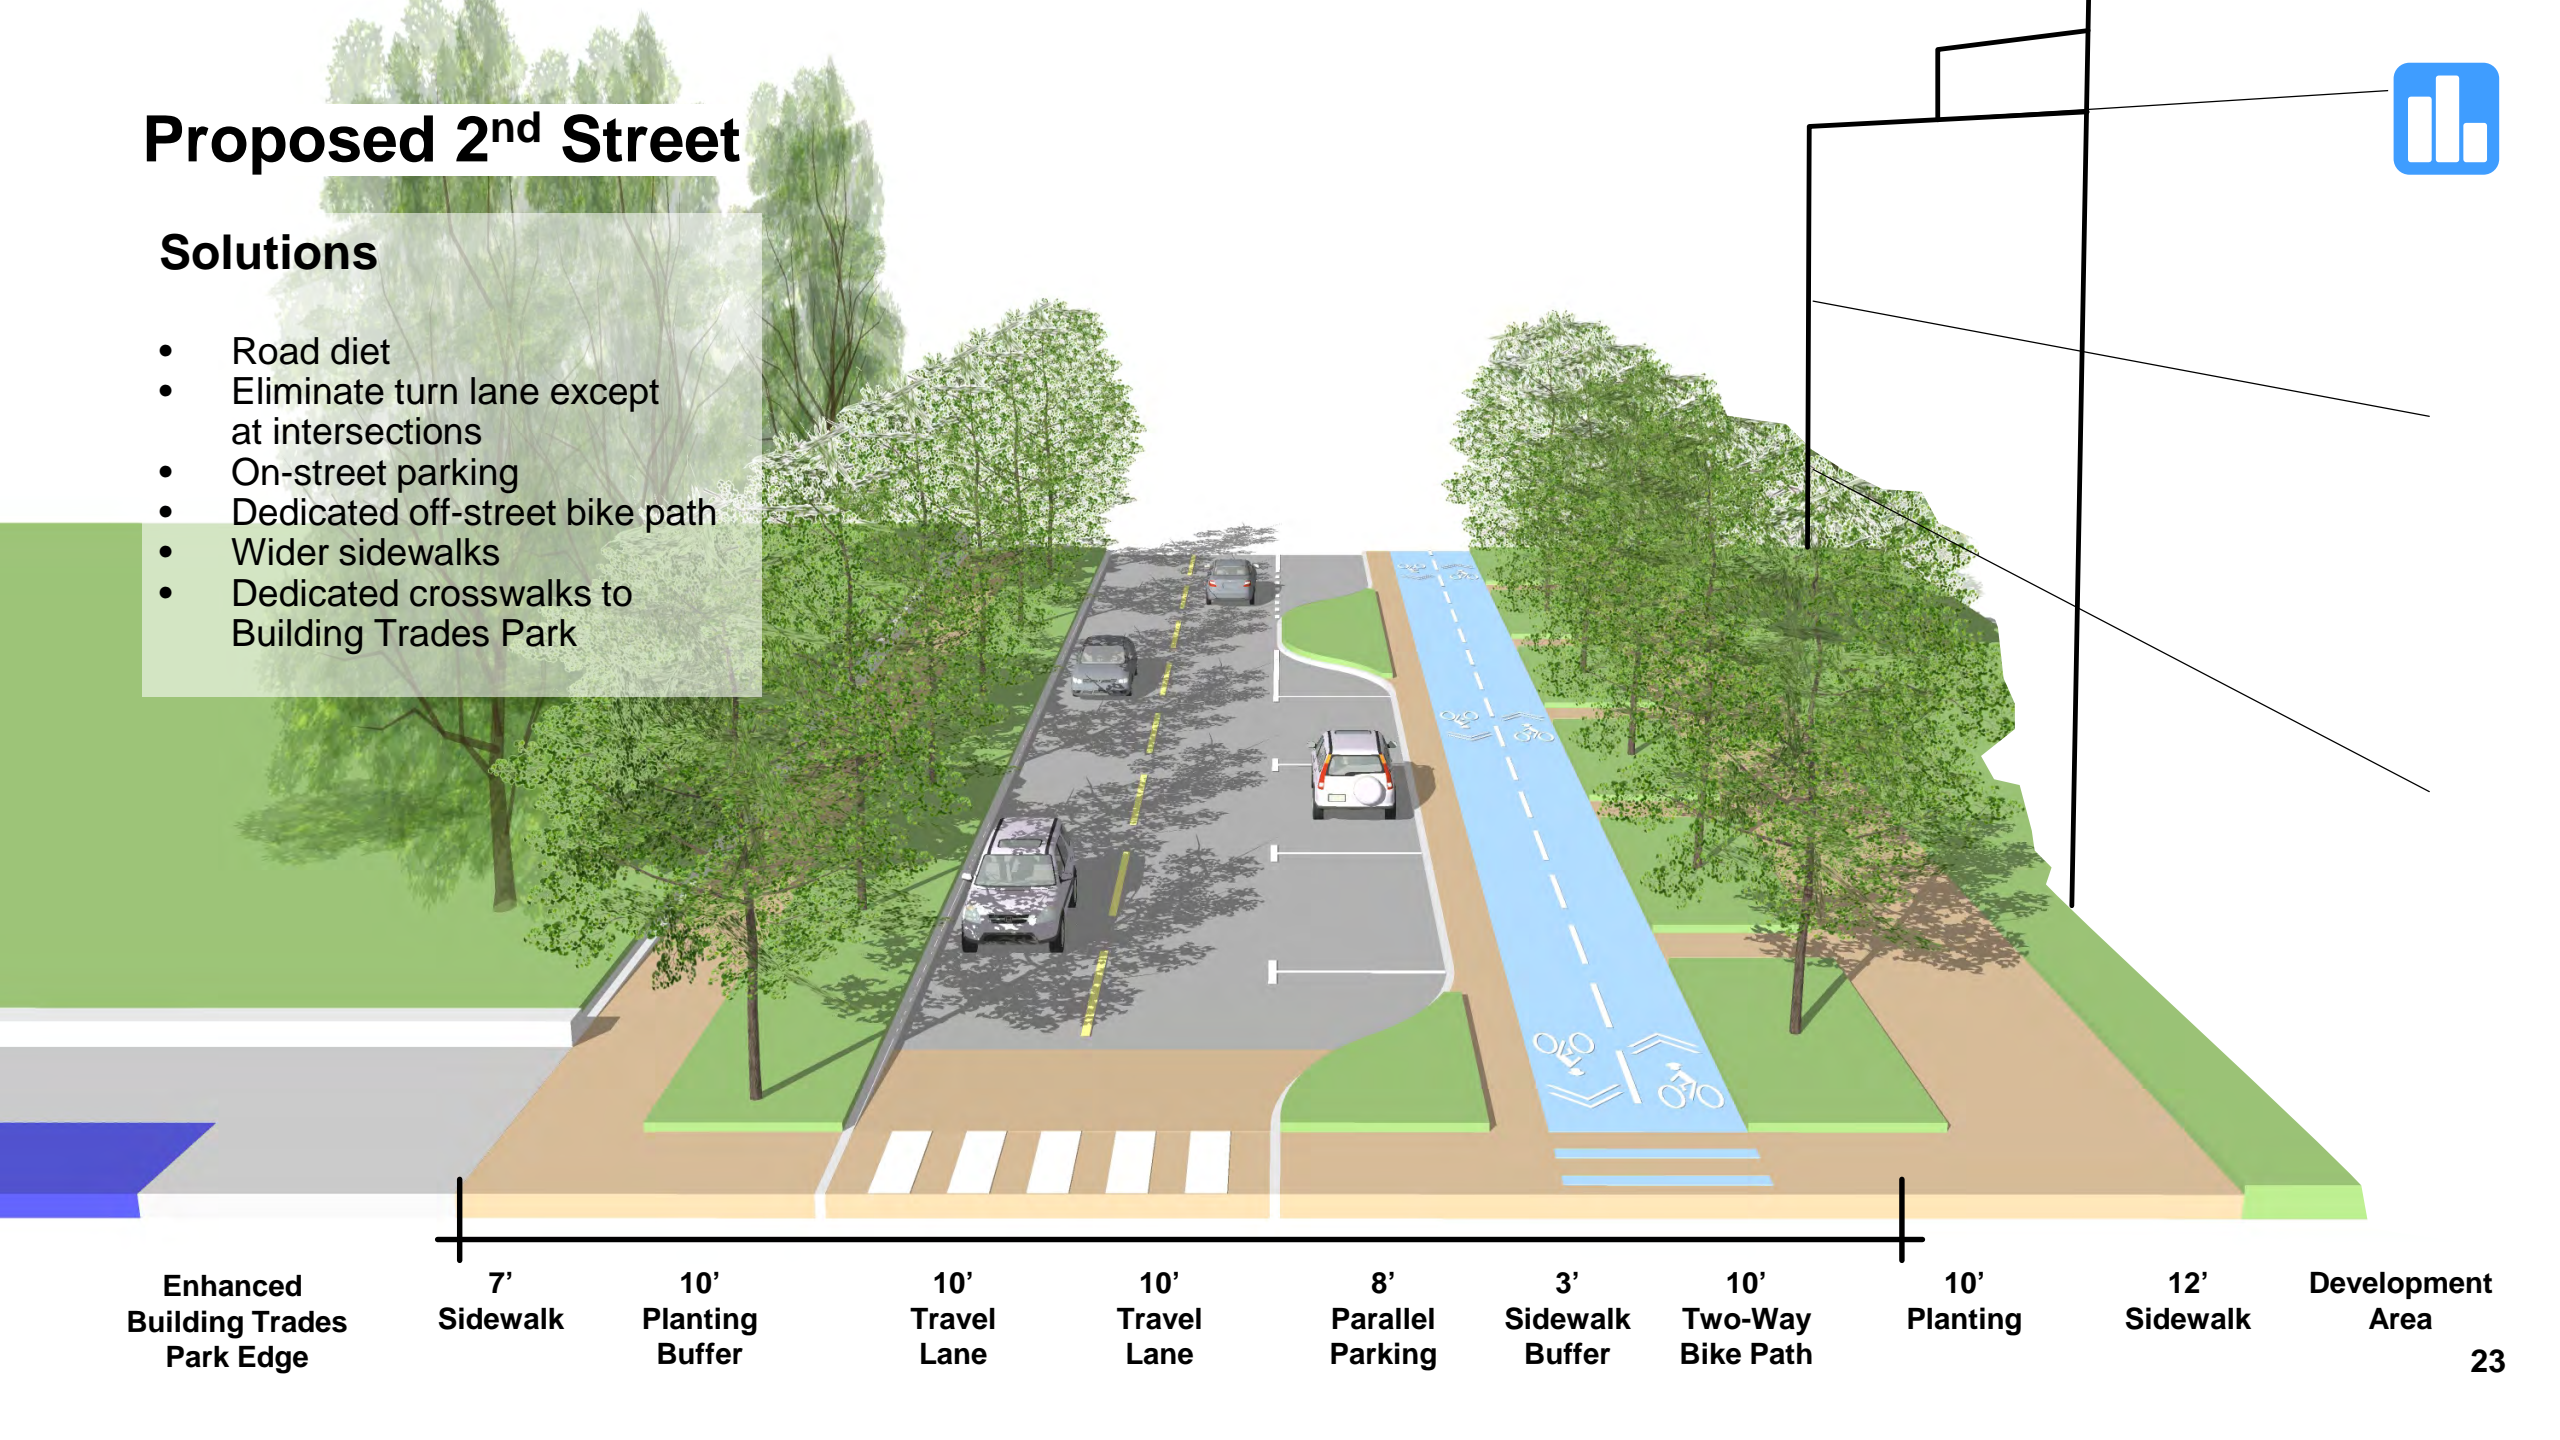 Proposed 2nd Street
Solutions
• Road diet
• Eliminate turn lane except
at intersections
• On-street parking
• Dedicated off-street bike path
• Wider sidewalks
• Dedicated crosswalks to
Building Trades Park
Enhanced
Building Trades
Park Edge
7’
Sidewalk
10’
Planting
Buffer
10’
Travel
Lane
10’
Travel
Lane
8’
Parallel
Parking
3’
Sidewalk
Buffer
10’
Two-Way
Bike Path
10’
Planting
12’
Sidewalk
Development
Area
23